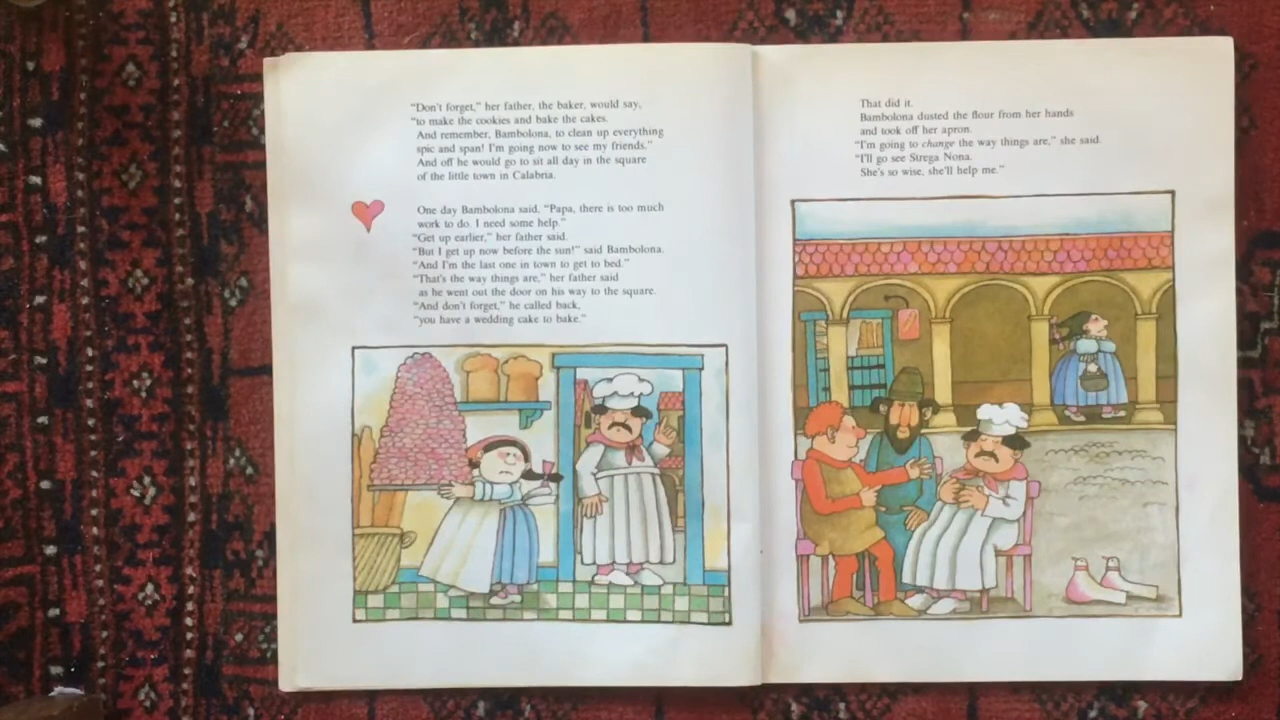 "Don't forget," her father, the baker, would say,
"to make the cookies and bake the cakes.
And remember, Bambolona, to clean up everything
spic and span! I'm going now to see my friends."
And off he would go to sit all day in the square
of the little town in Calabria.
One day Bambolona said, "Papa, there is too much
work to do. I need some help."
"Get up earlier," her father said.
"But I get up now before the sun!" said Bambolona.
"And I'm the last one in town to get to bed."
"That's the way things are," her father said
as he went out the door on his way to the square.
"And don't forget," he called back,
"you have a wedding cake to bake."
That did it.
Bambolona dusted the flour from her hands
and took off her apron.
"I'm going to change the way things are," she said.
"I'll go see Strega Nona.
She's so wise, she'll help me."